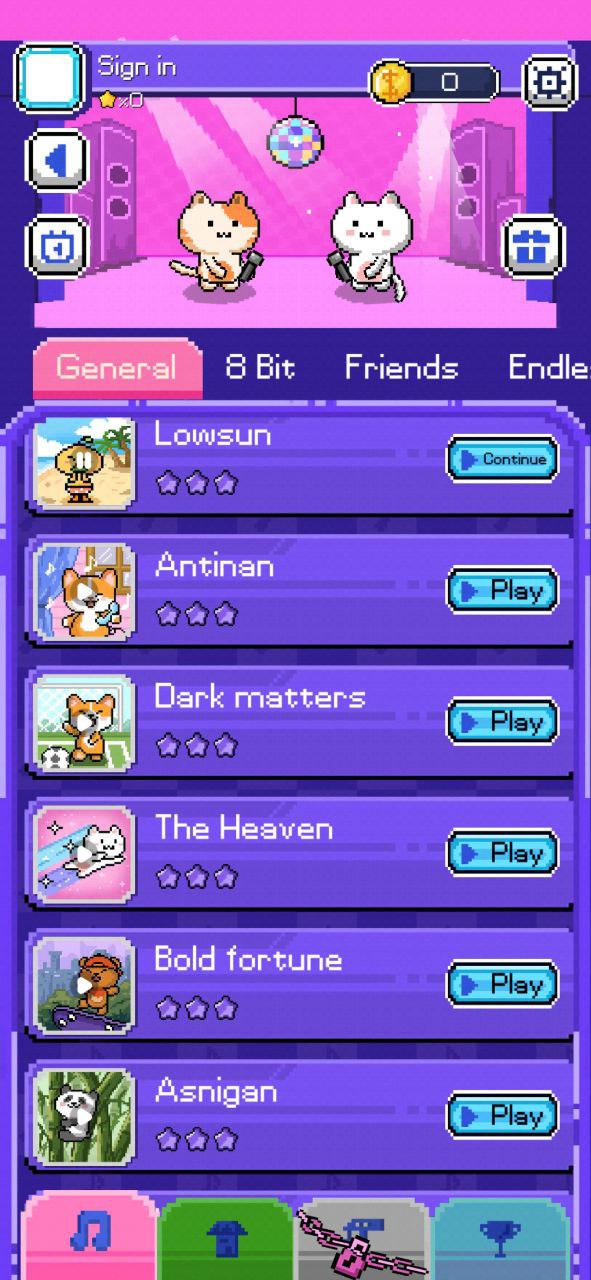 Sign in
x0
0
General
8 Bit
Friends
Endle
Lowsun
Continue
Antinan
Play
Dark matters
Play
The Heaven
Play
Bold fortune
Play
Asnigan
Play